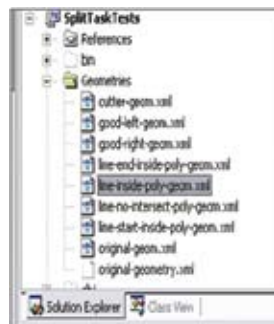 SplitTaskTests
References
bin
Geometries
cutter-geom.xml
good-left-geom.xml
good-right-geom.xml
line-end-inside-poly-geom.xml
line-inside-poly-geom.xml
line-no-intersect-poly-geom.xml
line-start-inside-poly-geom.xml
original-geom.xml
original-geometry.xml
Solution Explorer
Class View